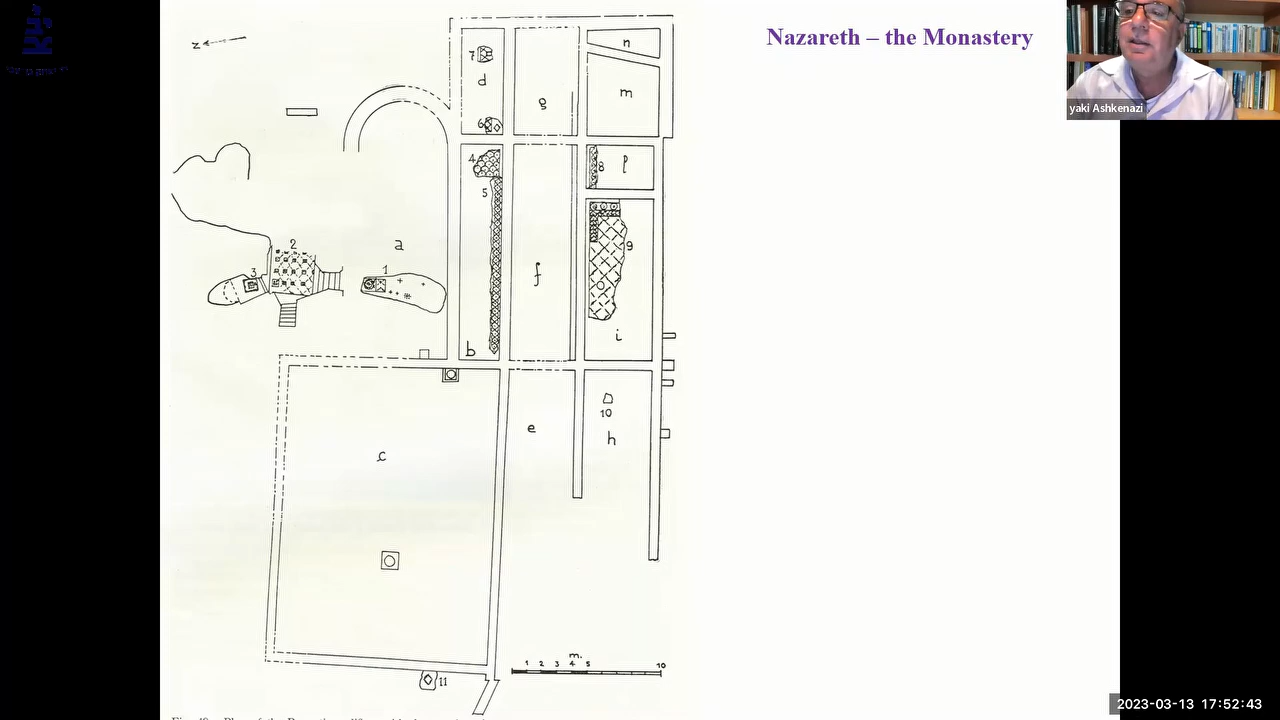 Nazareth – the Monastery
yaki Ashkenazi
z
7
d
g
n
m
6
4
5
8
l
2
a
3
1
9
f
b
i
e
10
h
c
m.
1 2 3 4 5 10
11
2023-03-13 17:52:43